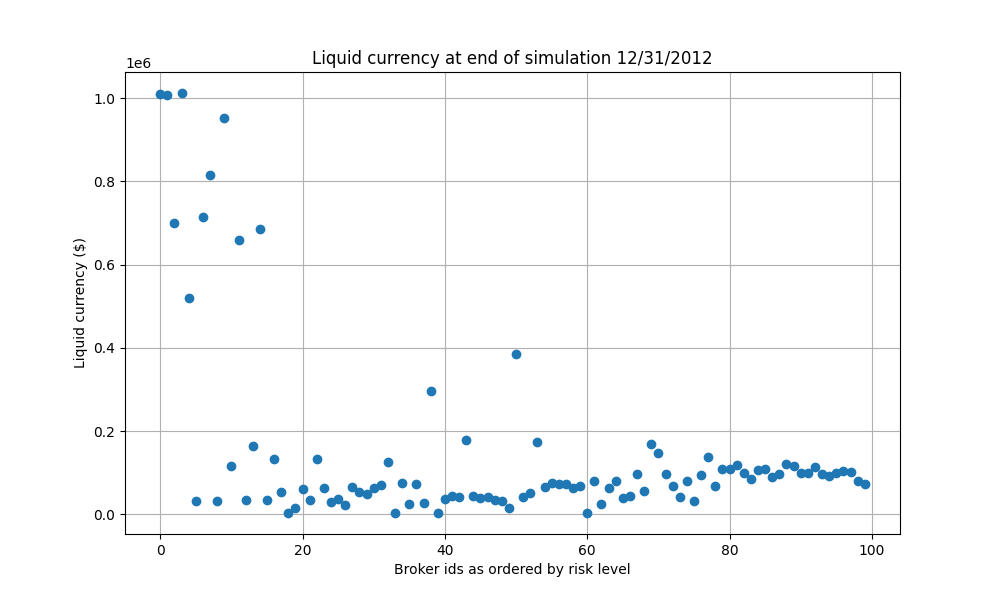 Liquid currency at end of simulation 12/31/2012
1e6
1.0
0.8
0.6
0.4
0.2
0.0
Liquid currency ($)
0 20 40 60 80 100
Broker ids as ordered by risk level